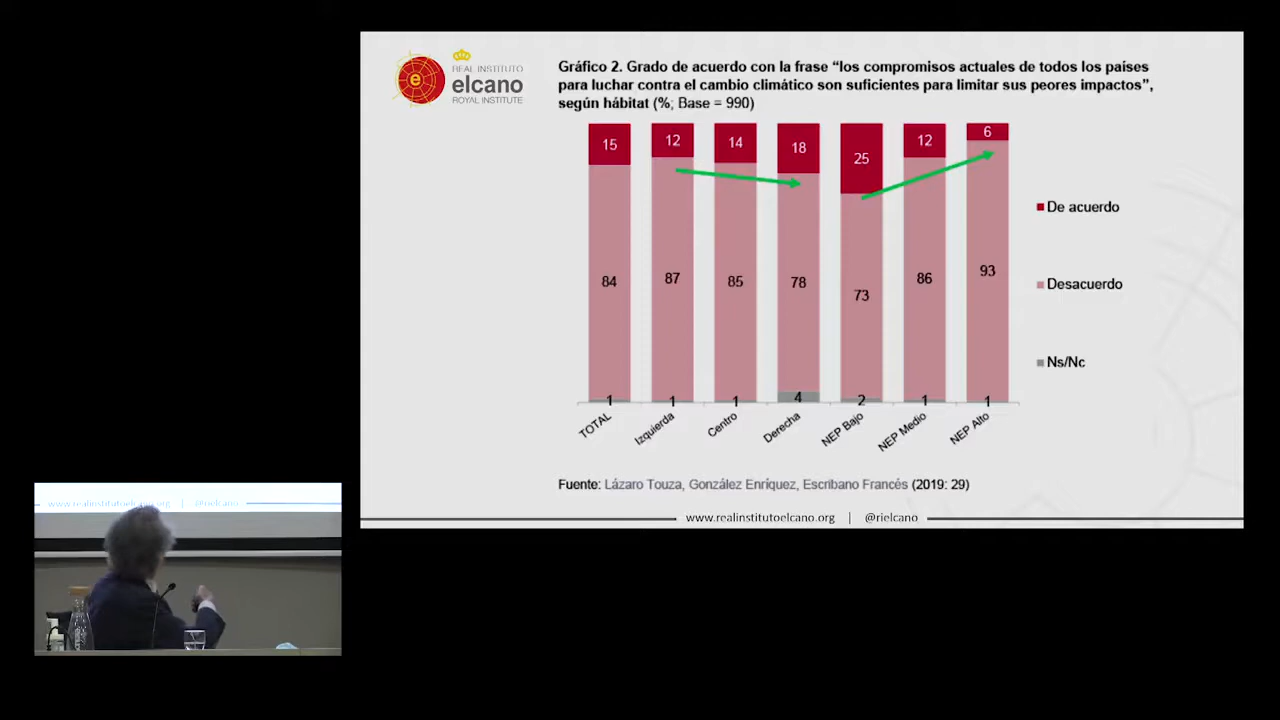 REAL INSTITUTO
elcano
ROYAL INSTITUTE
e
Gráfico 2. Grado de acuerdo con la frase “los compromisos actuales de todos los países
para luchar contra el cambio climático son suficientes para limitar sus peores impactos”,
según hábitat (%; Base = 990)
15 12 14 18 25 12 6
84 87 85 78 73 86 93
1 1 1 4 2 1 1
TOTAL Izquierda Centro Derecha NEP Bajo NEP Medio NEP Alto
De acuerdo
Desacuerdo
Ns/Nc
Fuente: Lázaro Touza, González Enríquez, Escribano Francés (2019: 29)
www.realinstitutoelcano.org | @rielcano
www.realinstitutoelcano.org | @rielcano